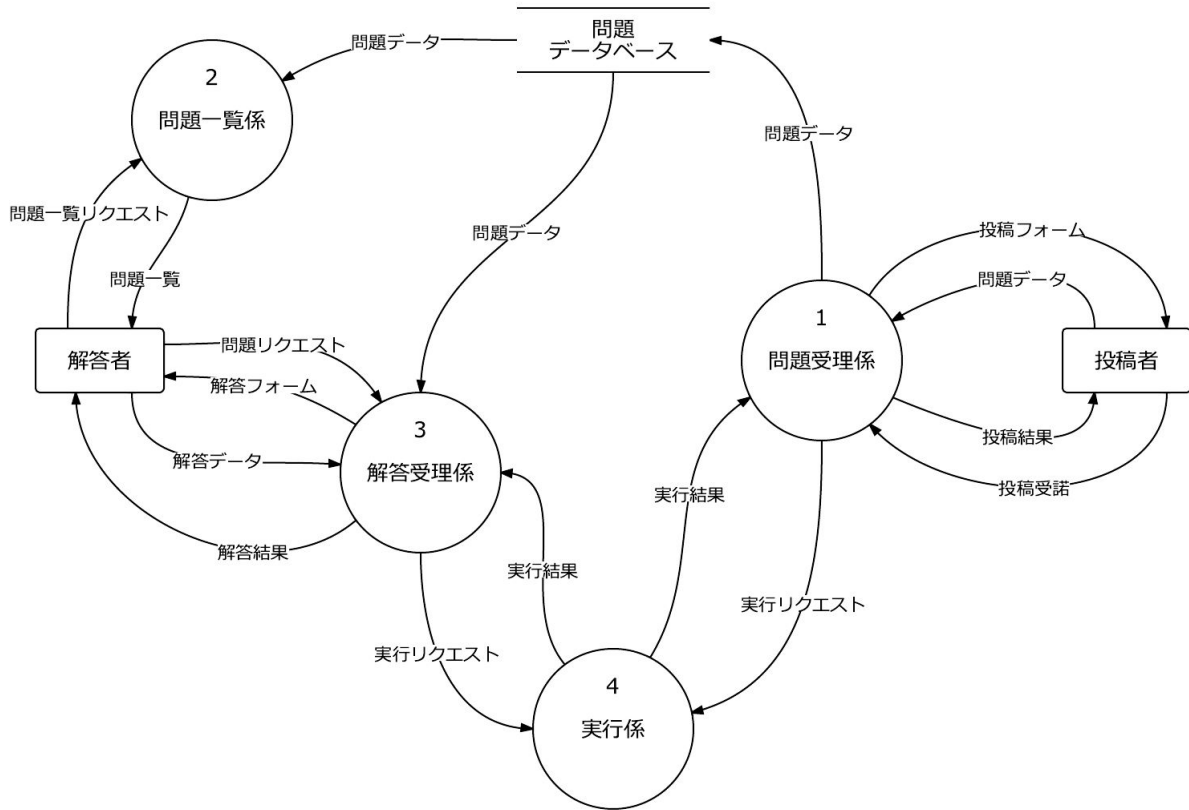 問題
データベース
問題データ
2
問題一覧係
問題データ
問題一覧リクエスト
問題データ
投稿フォーム
問題一覧
問題データ
1
問題受理係
解答者
問題リクエスト
投稿者
解答フォーム
3
解答受理係
投稿結果
解答データ
投稿受諾
実行結果
解答結果
実行結果
実行リクエスト
実行リクエスト
4
実行係